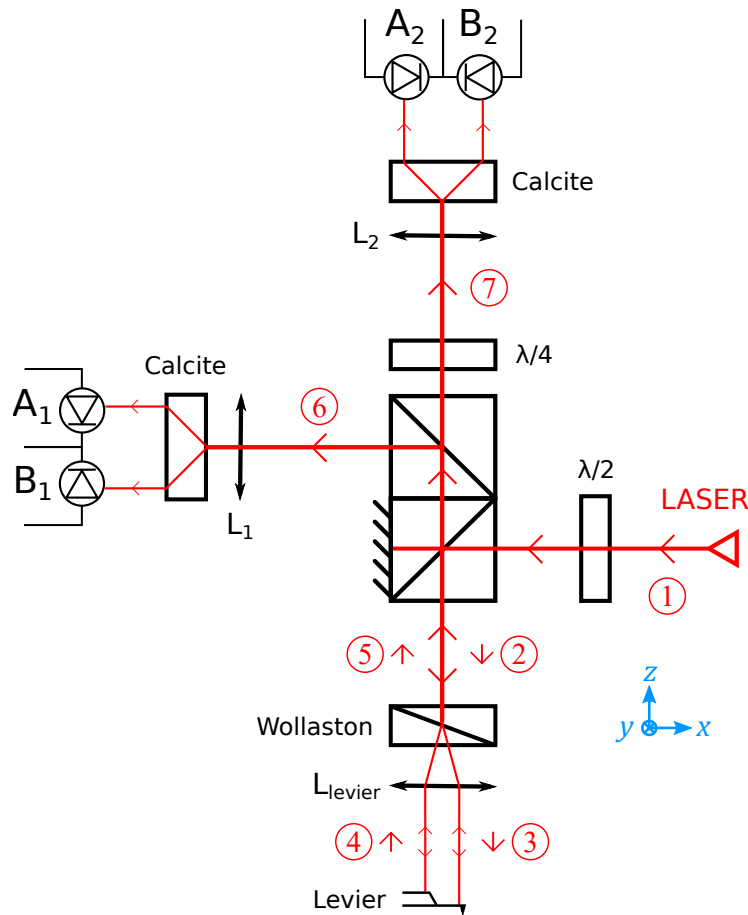 A₂ B₂
Calcite
L₂
⑦
λ/4
Calcite
⑥
A₁
B₁
L₁
λ/2
LASER
①
⑤ ②
Wollaston
z
y x
L_levier
④ ③
Levier